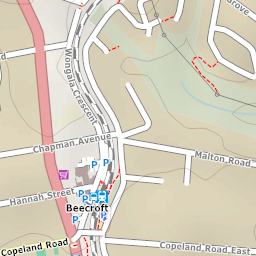 Grove
Wongala Crescent
Chapman Avenue
Malton Road
P
P
Hannah Street
P
P
Beecroft
P
P
Copeland Road
Copeland Road East